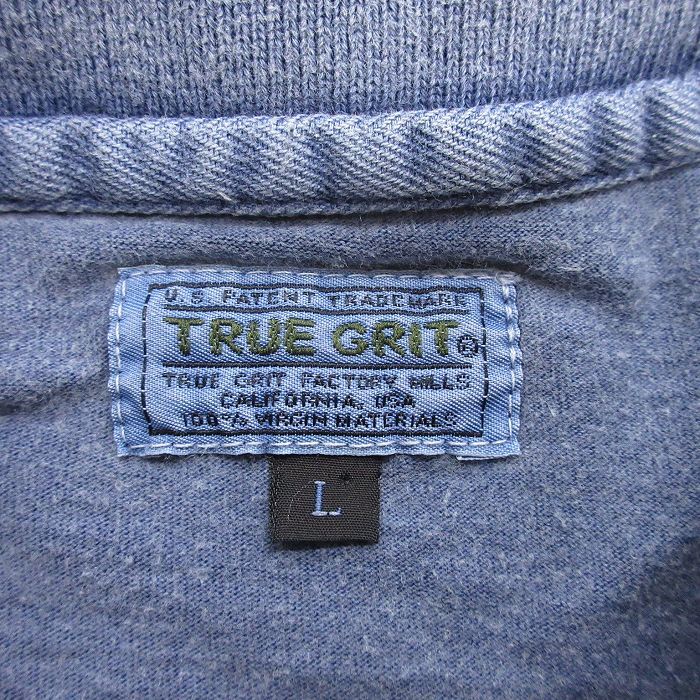 U.S. PATENT TRADEMARK
TRUE GRIT®
TRUE GRIT FACTORY MILLS
CALIFORNIA, USA
100% VIRGIN MATERIALS
L